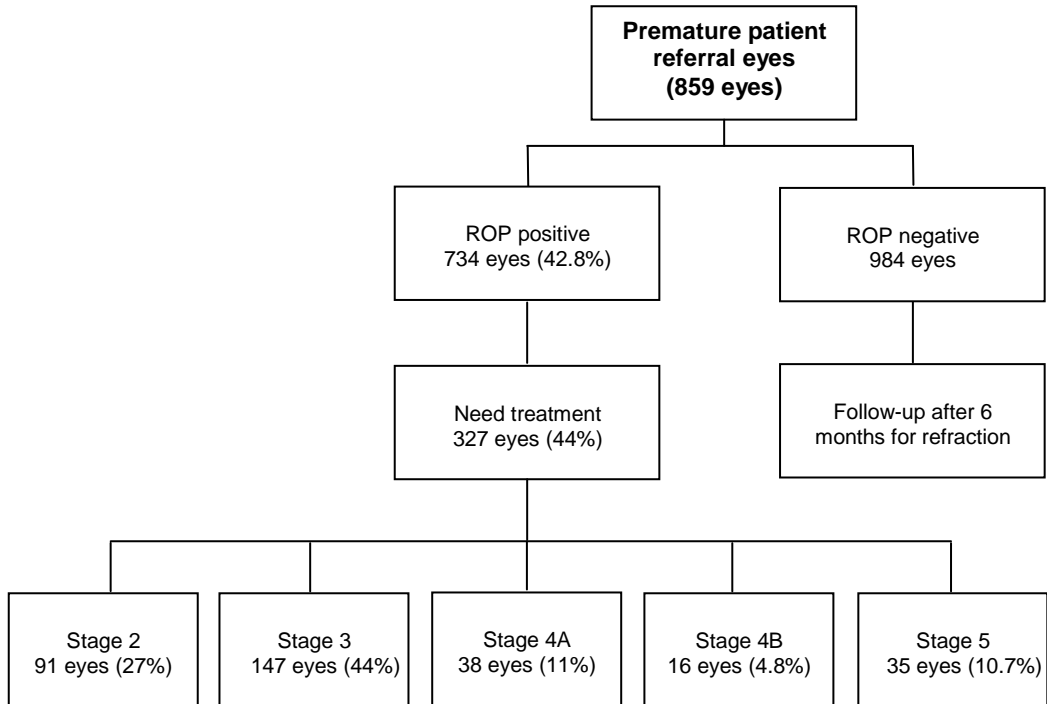 Premature patient
referral eyes
(859 eyes)
ROP positive
734 eyes (42.8%)
ROP negative
984 eyes
Need treatment
327 eyes (44%)
Follow-up after 6
months for refraction
Stage 2
91 eyes (27%)
Stage 3
147 eyes (44%)
Stage 4A
38 eyes (11%)
Stage 4B
16 eyes (4.8%)
Stage 5
35 eyes (10.7%)